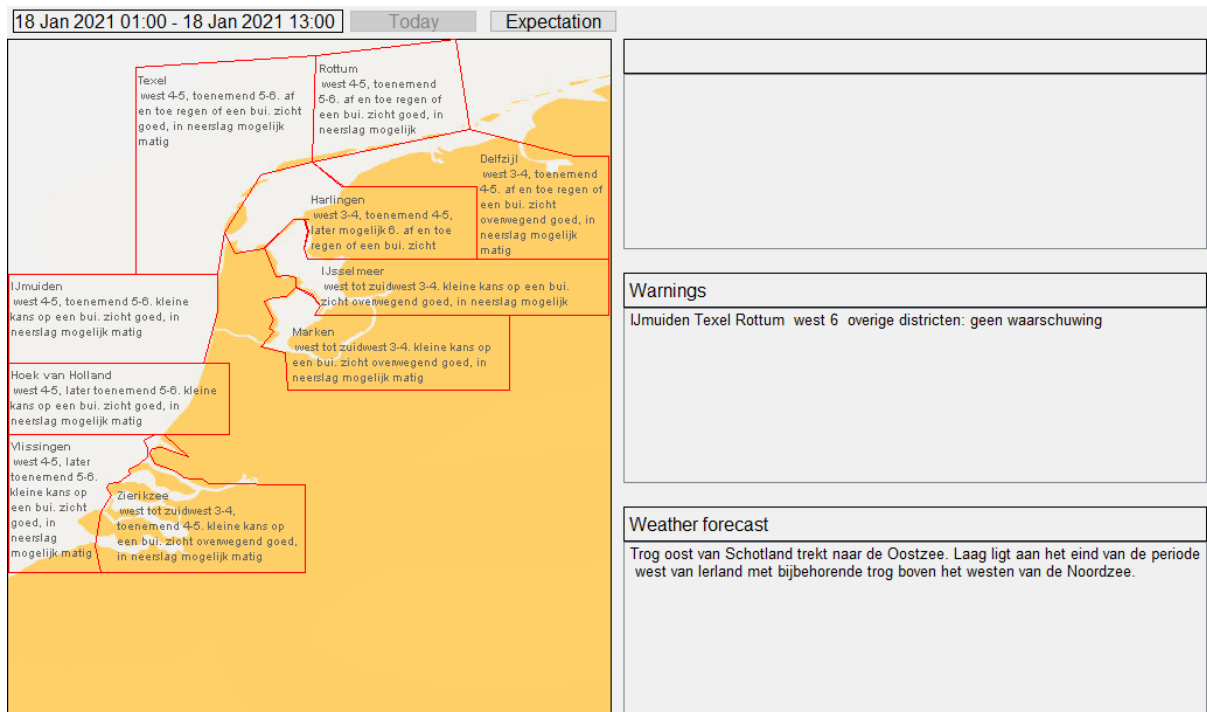 18 Jan 2021 01:00 - 18 Jan 2021 13:00
Today
Expectation
Texel
west 4-5, toenemend 5-6. af
en toe regen of een bui. zicht
goed, in neerslag mogelijk
matig
Rottum
west 4-5, toenemend
5-6. af en toe regen of
een bui. zicht goed, in
neerslag mogelijk
Delfzijl
west 3-4, toenemend
4-5. af en toe regen of
een bui. zicht
overwegend goed, in
neerslag mogelijk
matig
Harlingen
west 3-4, toenemend 4-5,
later mogelijk 6. af en toe
regen of een bui. zicht
IJsselmeer
west tot zuidwest 3-4. kleine kans op een bui.
zicht overwegend goed, in neerslag mogelijk
IJmuiden
west 4-5, toenemend 5-6. kleine
kans op een bui. zicht goed, in
neerslag mogelijk matig
Marken
west tot zuidwest 3-4. kleine kans op
een bui. zicht overwegend goed, in
neerslag mogelijk matig
Hoek van Holland
west 4-5, later toenemend 5-6. kleine
kans op een bui. zicht goed, in
neerslag mogelijk matig
Vlissingen
west 4-5, later
toenemend 5-6.
kleine kans op
een bui. zicht
goed, in
neerslag
mogelijk matig
Zierikzee
west tot zuidwest 3-4,
toenemend 4-5. kleine kans op
een bui. zicht overwegend goed,
in neerslag mogelijk matig
Warnings
IJmuiden Texel Rottum west 6 overige districten: geen waarschuwing
Weather forecast
Trog oost van Schotland trekt naar de Oostzee. Laag ligt aan het eind van de periode
west van Ierland met bijbehorende trog boven het westen van de Noordzee.